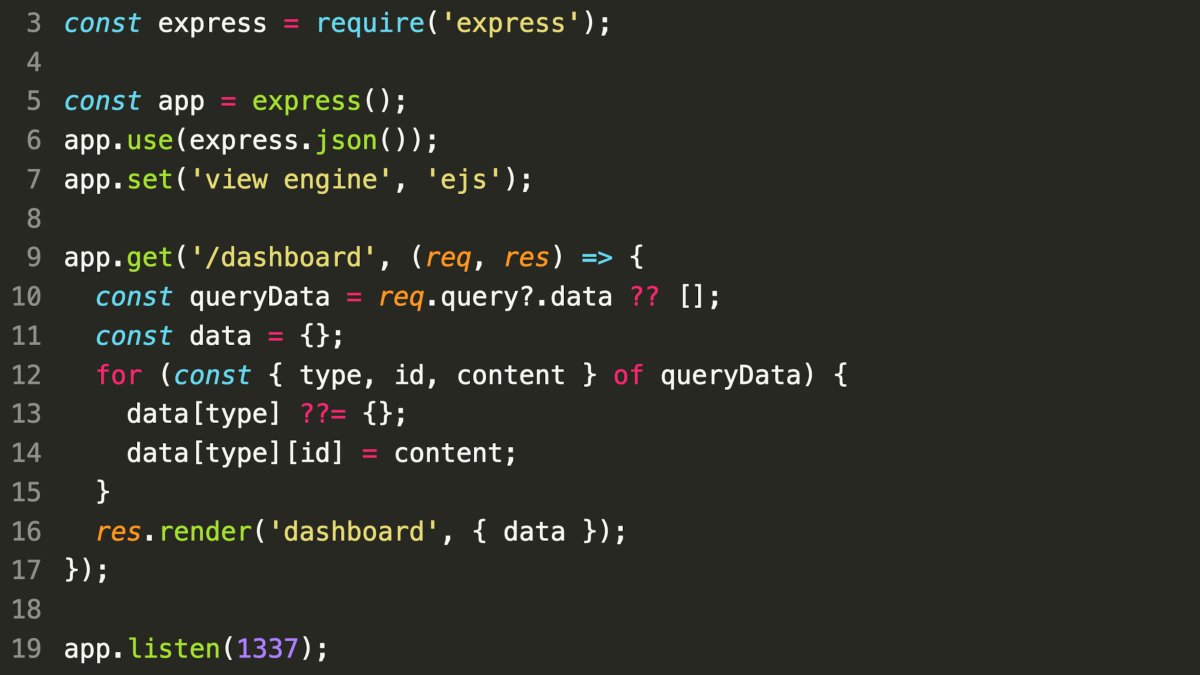 3 const express = require('express');
4
5 const app = express();
6 app.use(express.json());
7 app.set('view engine', 'ejs');
8
9 app.get('/dashboard', (req, res) => {
10   const queryData = req.query?.data ?? [];
11   const data = {};
12   for (const { type, id, content } of queryData) {
13     data[type] ??= {};
14     data[type][id] = content;
15   }
16   res.render('dashboard', { data });
17 });
18
19 app.listen(1337);